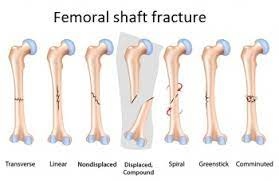 Femoral shaft fracture
Transverse Linear Nondisplaced Displaced, Spiral Greenstick Comminuted
Compound